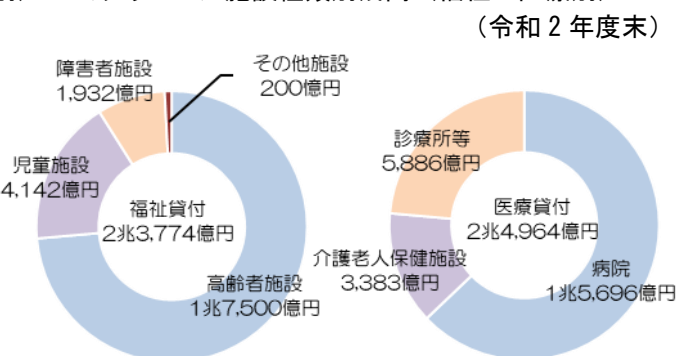 （令和２年度末）
障害者施設
1,932億円
その他施設
200億円
児童施設
4,142億円
福祉貸付
2兆3,774億円
高齢者施設
1兆7,500億円
診療所等
5,886億円
医療貸付
2兆4,964億円
介護老人保健施設
3,383億円
病院
1兆5,696億円